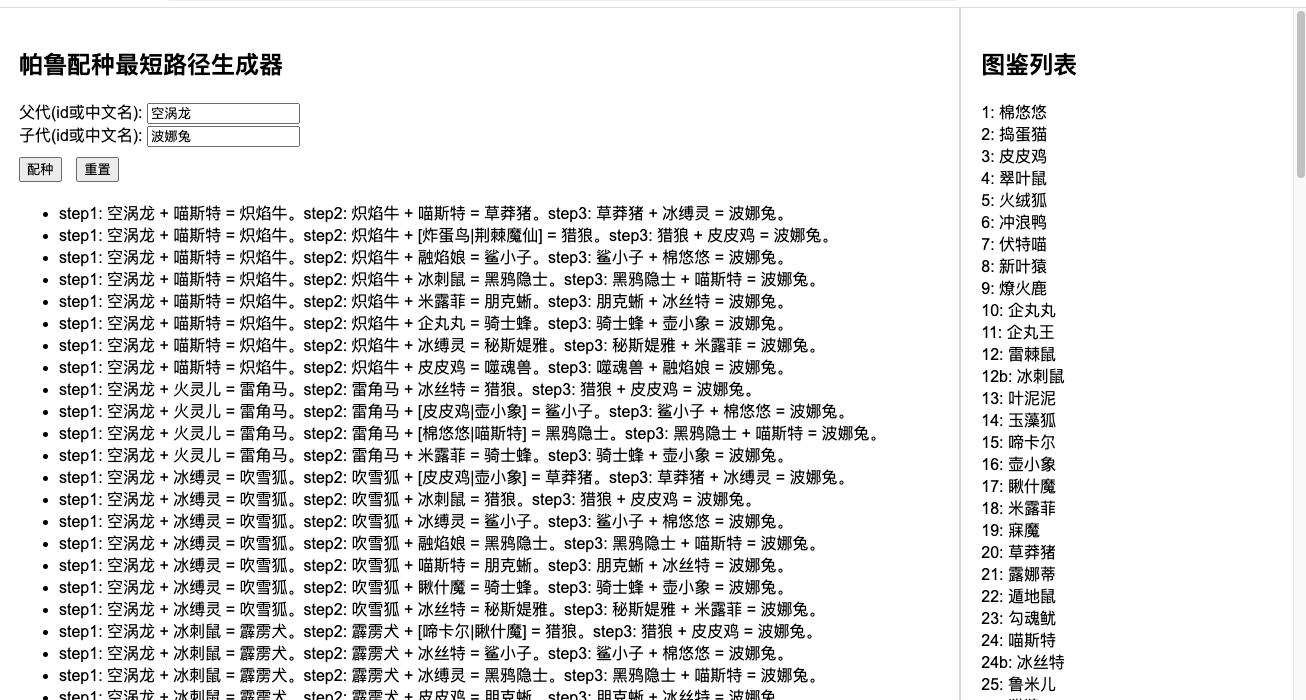 帕鲁配种最短路径生成器
父代(id或中文名): 空涡龙
子代(id或中文名): 波娜兔
配种 重置
step1: 空涡龙 + 喵斯特 = 炽焰牛。step2: 炽焰牛 + 喵斯特 = 草莽猪。step3: 草莽猪 + 冰缚灵 = 波娜兔。
step1: 空涡龙 + 喵斯特 = 炽焰牛。step2: 炽焰牛 + [炸蛋鸟|荆棘魔仙] = 猎狼。step3: 猎狼 + 皮皮鸡 = 波娜兔。
step1: 空涡龙 + 喵斯特 = 炽焰牛。step2: 炽焰牛 + 融焰娘 = 鲨小子。step3: 鲨小子 + 棉悠悠 = 波娜兔。
step1: 空涡龙 + 喵斯特 = 炽焰牛。step2: 炽焰牛 + 冰刺鼠 = 黑鸦隐士。step3: 黑鸦隐士 + 喵斯特 = 波娜兔。
step1: 空涡龙 + 喵斯特 = 炽焰牛。step2: 炽焰牛 + 米露菲 = 朋克蜥。step3: 朋克蜥 + 冰丝特 = 波娜兔。
step1: 空涡龙 + 喵斯特 = 炽焰牛。step2: 炽焰牛 + 企丸丸 = 骑士蜂。step3: 骑士蜂 + 壶小象 = 波娜兔。
step1: 空涡龙 + 喵斯特 = 炽焰牛。step2: 炽焰牛 + 冰缚灵 = 秘斯媞雅。step3: 秘斯媞雅 + 米露菲 = 波娜兔。
step1: 空涡龙 + 喵斯特 = 炽焰牛。step2: 炽焰牛 + 皮皮鸡 = 噬魂兽。step3: 噬魂兽 + 融焰娘 = 波娜兔。
step1: 空涡龙 + 火灵儿 = 雷角马。step2: 雷角马 + 冰丝特 = 猎狼。step3: 猎狼 + 皮皮鸡 = 波娜兔。
step1: 空涡龙 + 火灵儿 = 雷角马。step2: 雷角马 + [皮皮鸡|壶小象] = 鲨小子。step3: 鲨小子 + 棉悠悠 = 波娜兔。
step1: 空涡龙 + 火灵儿 = 雷角马。step2: 雷角马 + [棉悠悠|喵斯特] = 黑鸦隐士。step3: 黑鸦隐士 + 喵斯特 = 波娜兔。
step1: 空涡龙 + 火灵儿 = 雷角马。step2: 雷角马 + 米露菲 = 骑士蜂。step3: 骑士蜂 + 壶小象 = 波娜兔。
step1: 空涡龙 + 冰缚灵 = 吹雪狐。step2: 吹雪狐 + [皮皮鸡|壶小象] = 草莽猪。step3: 草莽猪 + 冰缚灵 = 波娜兔。
step1: 空涡龙 + 冰缚灵 = 吹雪狐。step2: 吹雪狐 + 冰刺鼠 = 猎狼。step3: 猎狼 + 皮皮鸡 = 波娜兔。
step1: 空涡龙 + 冰缚灵 = 吹雪狐。step2: 吹雪狐 + 冰缚灵 = 鲨小子。step3: 鲨小子 + 棉悠悠 = 波娜兔。
step1: 空涡龙 + 冰缚灵 = 吹雪狐。step2: 吹雪狐 + 融焰娘 = 黑鸦隐士。step3: 黑鸦隐士 + 喵斯特 = 波娜兔。
step1: 空涡龙 + 冰缚灵 = 吹雪狐。step2: 吹雪狐 + 喵斯特 = 朋克蜥。step3: 朋克蜥 + 冰丝特 = 波娜兔。
step1: 空涡龙 + 冰缚灵 = 吹雪狐。step2: 吹雪狐 + 瞅什魔 = 骑士蜂。step3: 骑士蜂 + 壶小象 = 波娜兔。
step1: 空涡龙 + 冰缚灵 = 吹雪狐。step2: 吹雪狐 + 冰丝特 = 秘斯媞雅。step3: 秘斯媞雅 + 米露菲 = 波娜兔。
step1: 空涡龙 + 冰刺鼠 = 霹雳犬。step2: 霹雳犬 + [啼卡尔|瞅什魔] = 猎狼。step3: 猎狼 + 皮皮鸡 = 波娜兔。
step1: 空涡龙 + 冰刺鼠 = 霹雳犬。step2: 霹雳犬 + 冰丝特 = 鲨小子。step3: 鲨小子 + 棉悠悠 = 波娜兔。
step1: 空涡龙 + 冰刺鼠 = 霹雳犬。step2: 霹雳犬 + 冰缚灵 = 黑鸦隐士。step3: 黑鸦隐士 + 喵斯特 = 波娜兔。
step1: 空涡龙 + 冰刺鼠 = 霹雳犬。step2: 霹雳犬 + 皮皮鸡 = 朋克蜥。step3: 朋克蜥 + 冰丝特 = 波娜兔。
图鉴列表
1: 棉悠悠
2: 捣蛋猫
3: 皮皮鸡
4: 翠叶鼠
5: 火绒狐
6: 冲浪鸭
7: 伏特喵
8: 新叶猿
9: 燎火鹿
10: 企丸丸
11: 企丸王
12: 雷棘鼠
12b: 冰刺鼠
13: 叶泥泥
14: 玉藻狐
15: 啼卡尔
16: 壶小象
17: 瞅什魔
18: 米露菲
19: 寐魔
20: 草莽猪
21: 露娜蒂
22: 遁地鼠
23: 勾魂鱿
24: 喵斯特
24b: 冰丝特
25: 鲁米儿